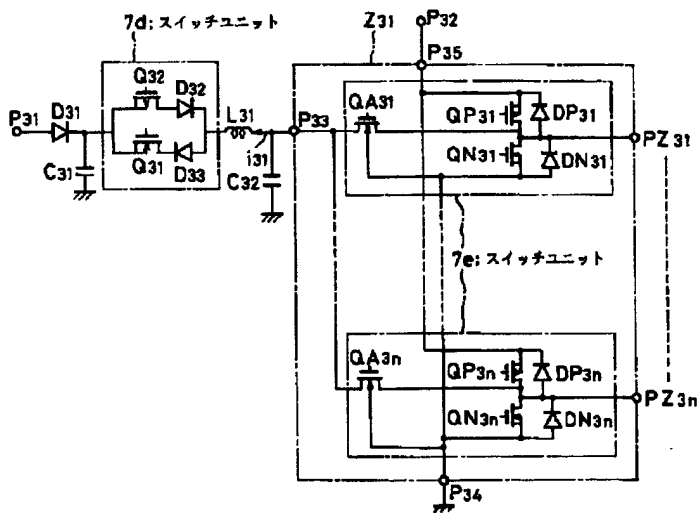 7d; スイッチユニット
Z31
P32
P35
Q32
D32
QA31
QP31
DP31
P31
D31
L31
P33
PZ31
i31
QN31
DN31
C31
Q31
D33
C32
7e; スイッチユニット
QA3n
QP3n
DP3n
PZ3n
QN3n
DN3n
P34